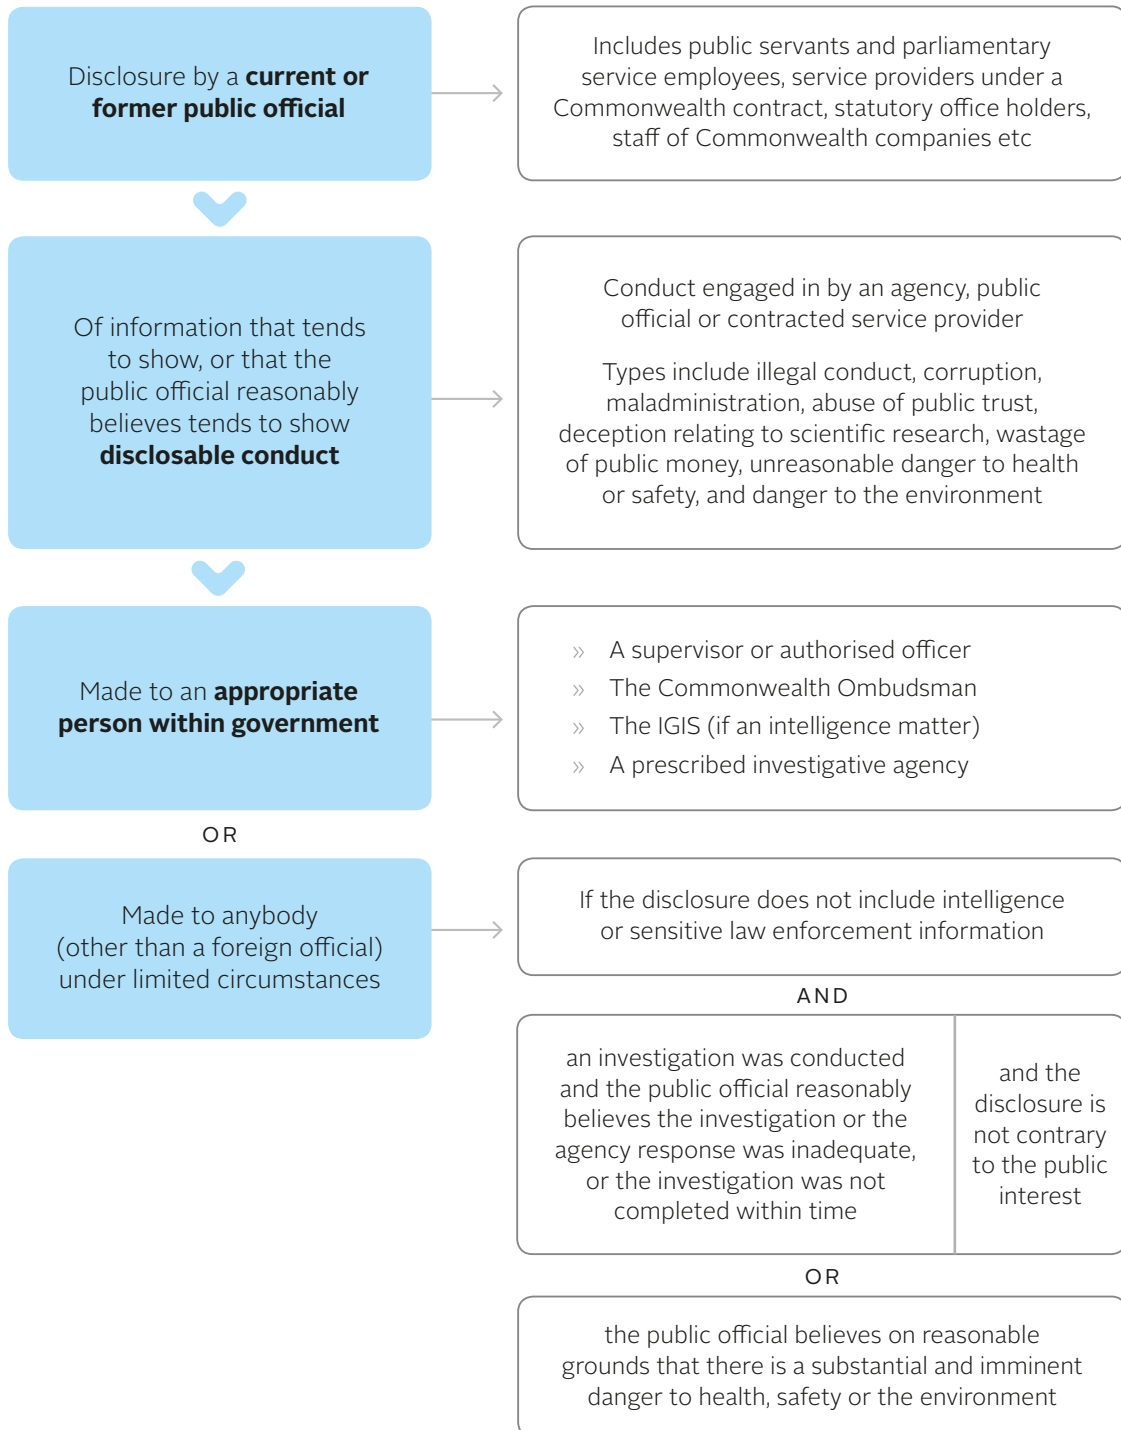 Disclosure by a current or
former public official
Includes public servants and parliamentary
service employees, service providers under a
Commonwealth contract, statutory office holders,
staff of Commonwealth companies etc
Of information that tends
to show, or that the
public official reasonably
believes tends to show
disclosable conduct
Conduct engaged in by an agency, public
official or contracted service provider
Types include illegal conduct, corruption,
maladministration, abuse of public trust,
deception relating to scientific research, wastage
of public money, unreasonable danger to health
or safety, and danger to the environment
Made to an appropriate
person within government
» A supervisor or authorised officer
» The Commonwealth Ombudsman
» The IGIS (if an intelligence matter)
» A prescribed investigative agency
OR
Made to anybody
(other than a foreign official)
under limited circumstances
If the disclosure does not include intelligence
or sensitive law enforcement information
AND
an investigation was conducted
and the public official reasonably
believes the investigation or the
agency response was inadequate,
or the investigation was not
completed within time
and the
disclosure is
not contrary
to the public
interest
OR
the public official believes on reasonable
grounds that there is a substantial and imminent
danger to health, safety or the environment